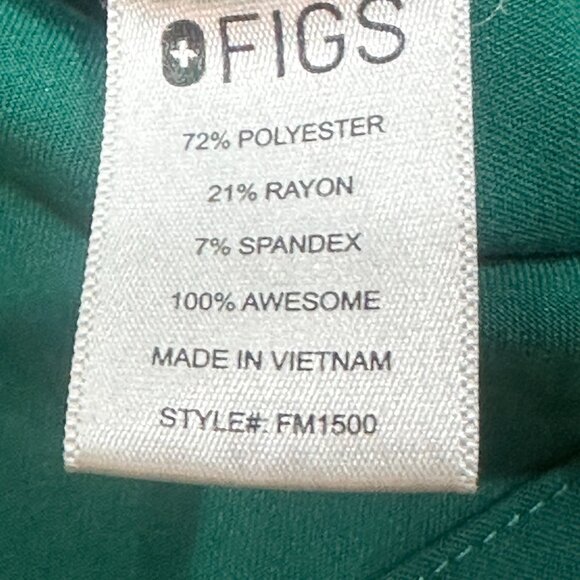 FIGS
72% POLYESTER
21% RAYON
7% SPANDEX
100% AWESOME
MADE IN VIETNAM
STYLE#: FM1500